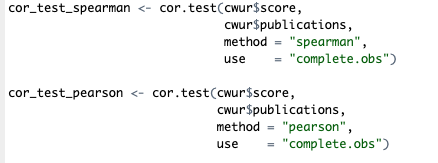 cor_test_spearman <- cor.test(cwur$score,
                              cwur$publications,
                              method = "spearman",
                              use    = "complete.obs")
cor_test_pearson <- cor.test(cwur$score,
                             cwur$publications,
                             method = "pearson",
                             use    = "complete.obs")